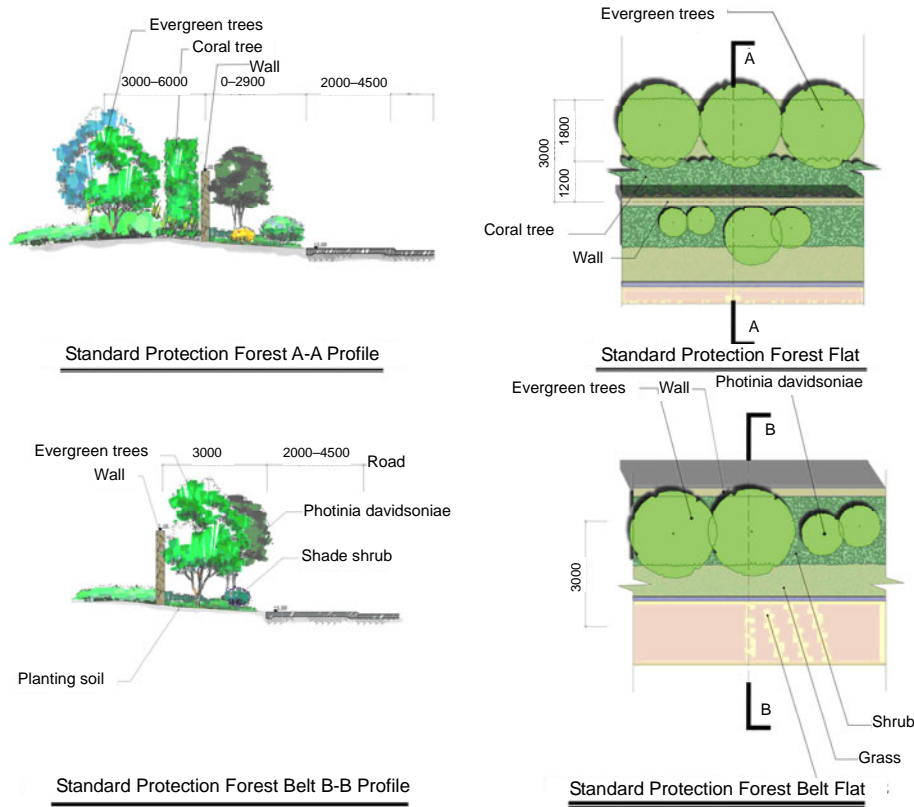 Evergreen trees
Coral tree
Wall
3000–6000 0–2900 2000–4500
Standard Protection Forest A-A Profile
Evergreen trees
A
3000
1800
1200
Coral tree
Wall
A
Standard Protection Forest Flat
Evergreen trees
Wall
3000 2000–4500
Road
Photinia davidsoniae
Shade shrub
Planting soil
Standard Protection Forest Belt B-B Profile
Evergreen trees Wall Photinia davidsoniae
B
3000
B
Shrub
Grass
Standard Protection Forest Belt Flat